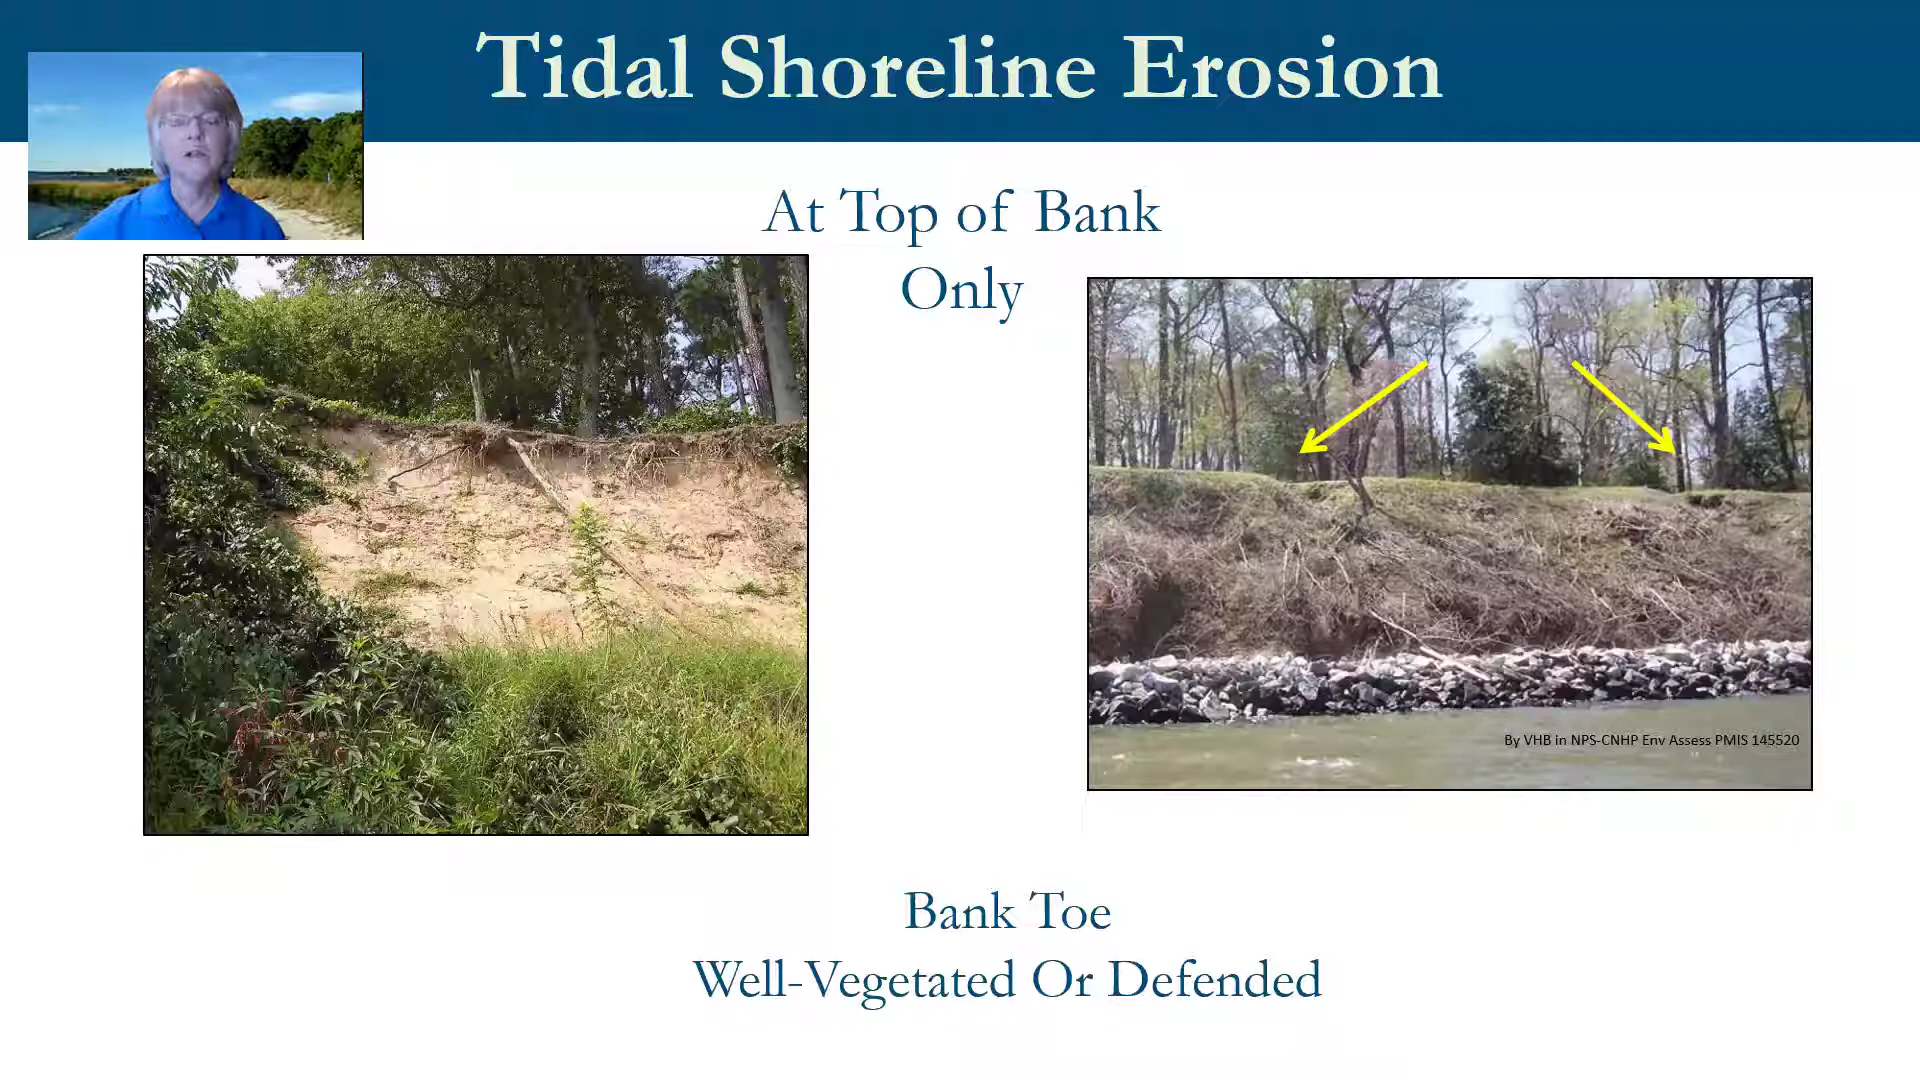 Tidal Shoreline Erosion
At Top of Bank
Only
By VHB in NPS-CNHP Env Assess PMIS 145520
Bank Toe
Well-Vegetated Or Defended